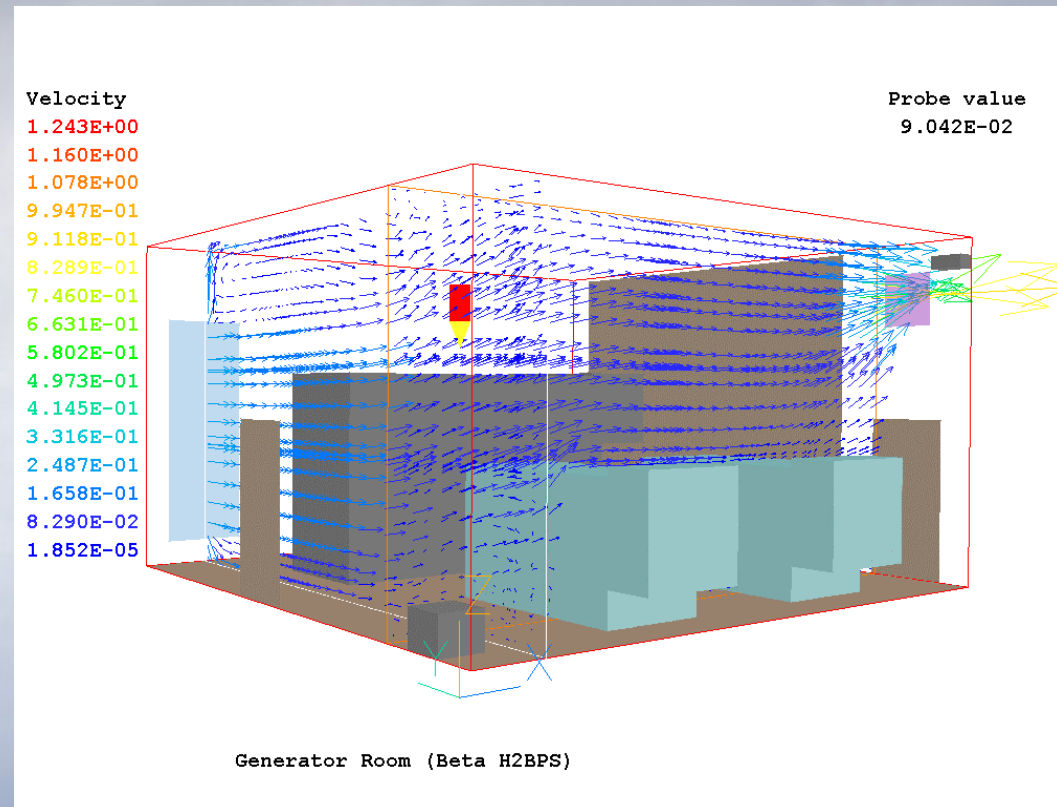 Velocity
1.243E+00
1.160E+00
1.078E+00
9.947E-01
9.118E-01
8.289E-01
7.460E-01
6.631E-01
5.802E-01
4.973E-01
4.145E-01
3.316E-01
2.487E-01
1.658E-01
8.290E-02
1.852E-05
Probe value
9.042E-02
Z
Y
X
Generator Room (Beta H2BPS)